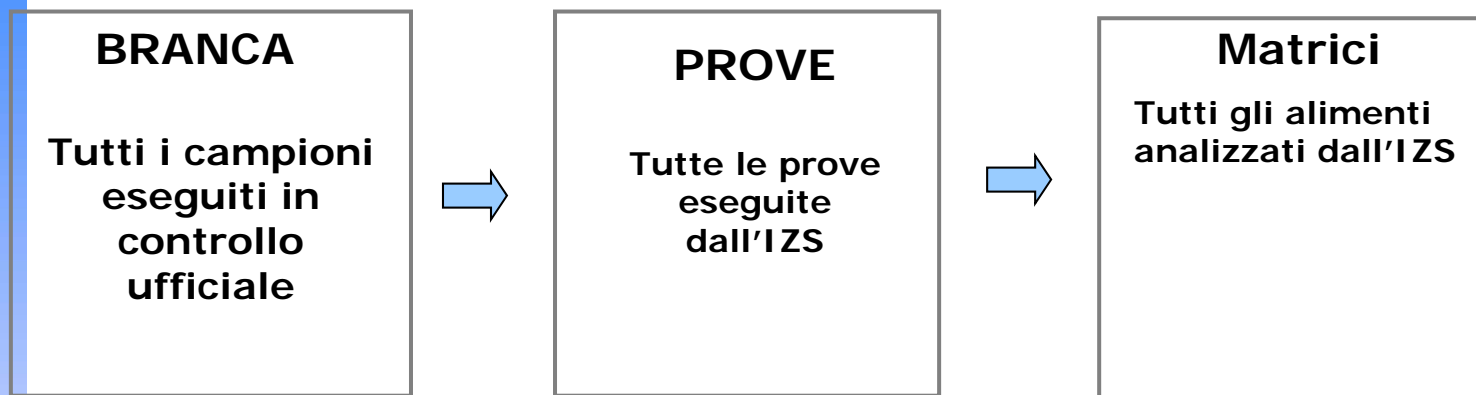 BRANCA
Tutti i campioni
eseguiti in
controllo
ufficiale
PROVE
Tutte le prove
eseguite
dall'IZS
Matrici
Tutti gli alimenti
analizzati dall'IZS